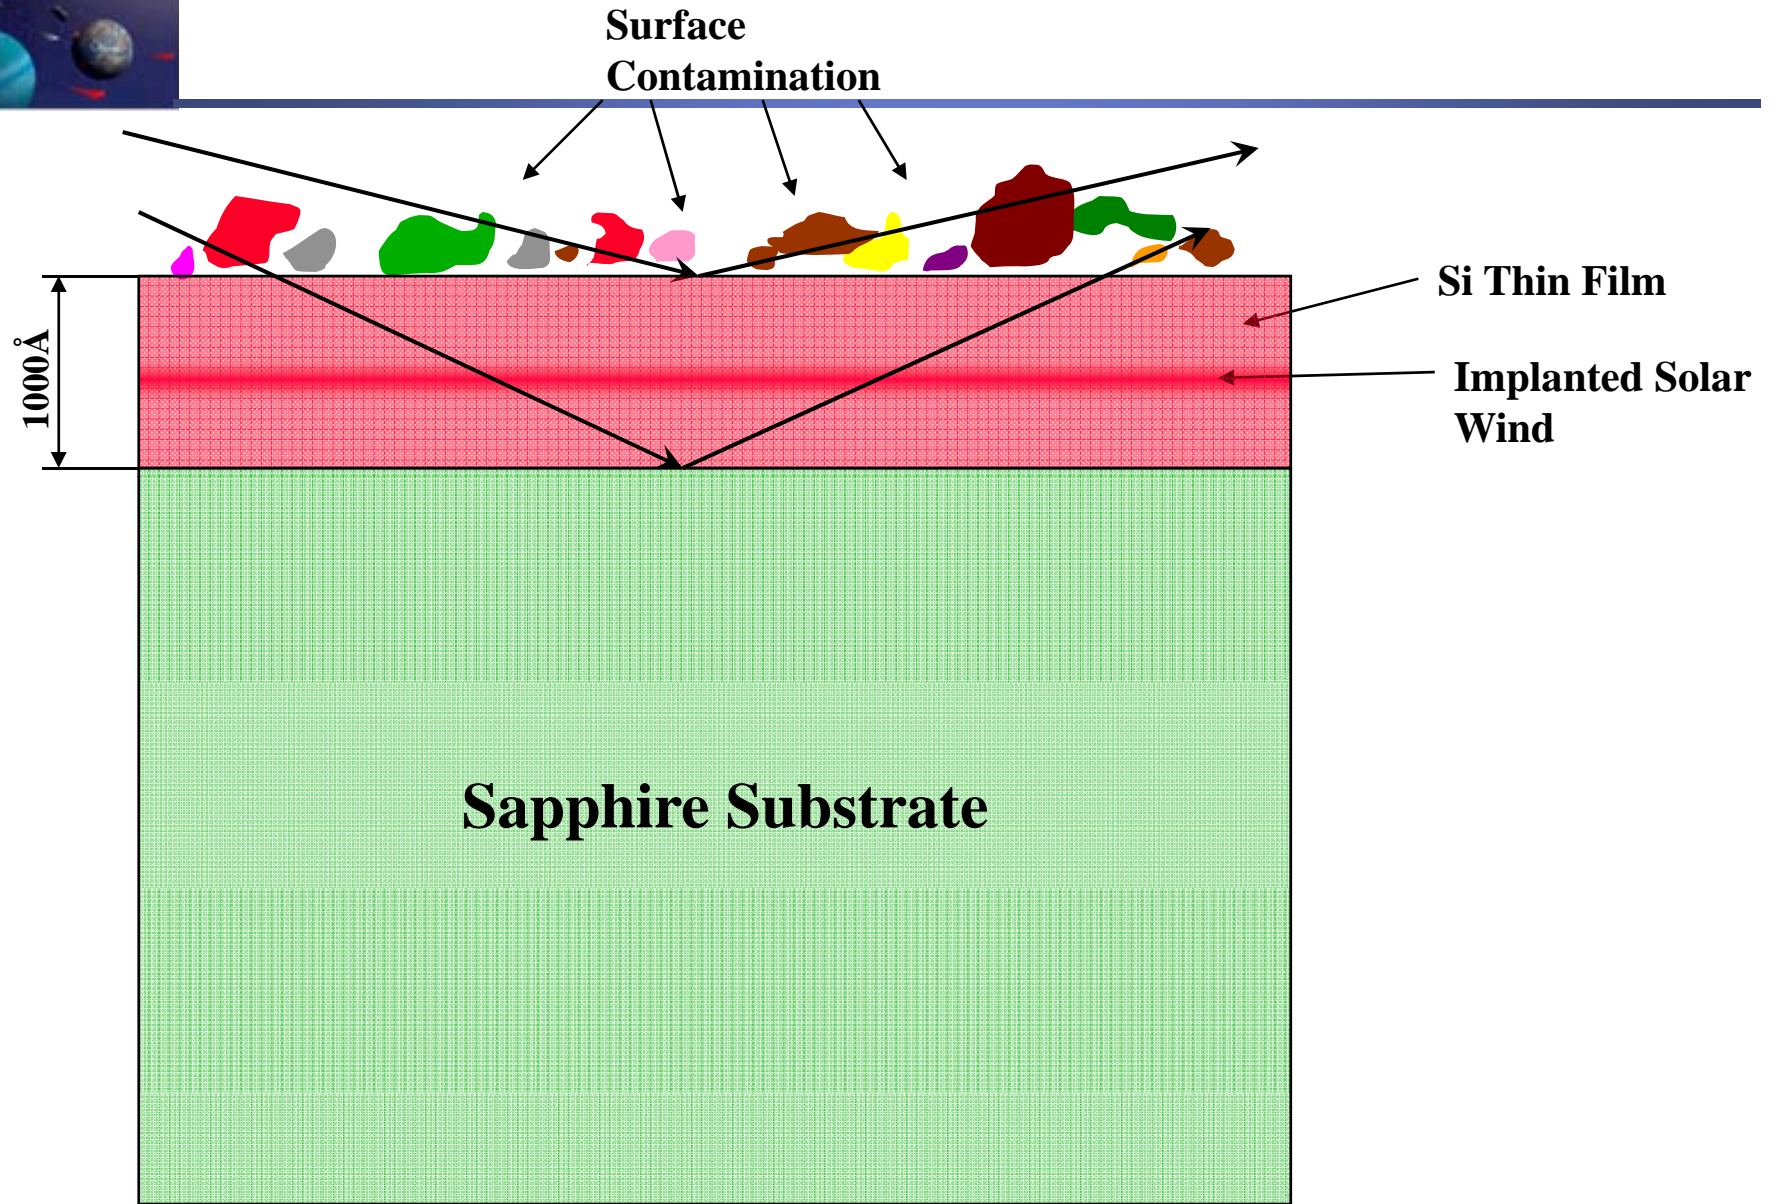 Surface
Contamination
Si Thin Film
1000Å
Implanted Solar
Wind
Sapphire Substrate